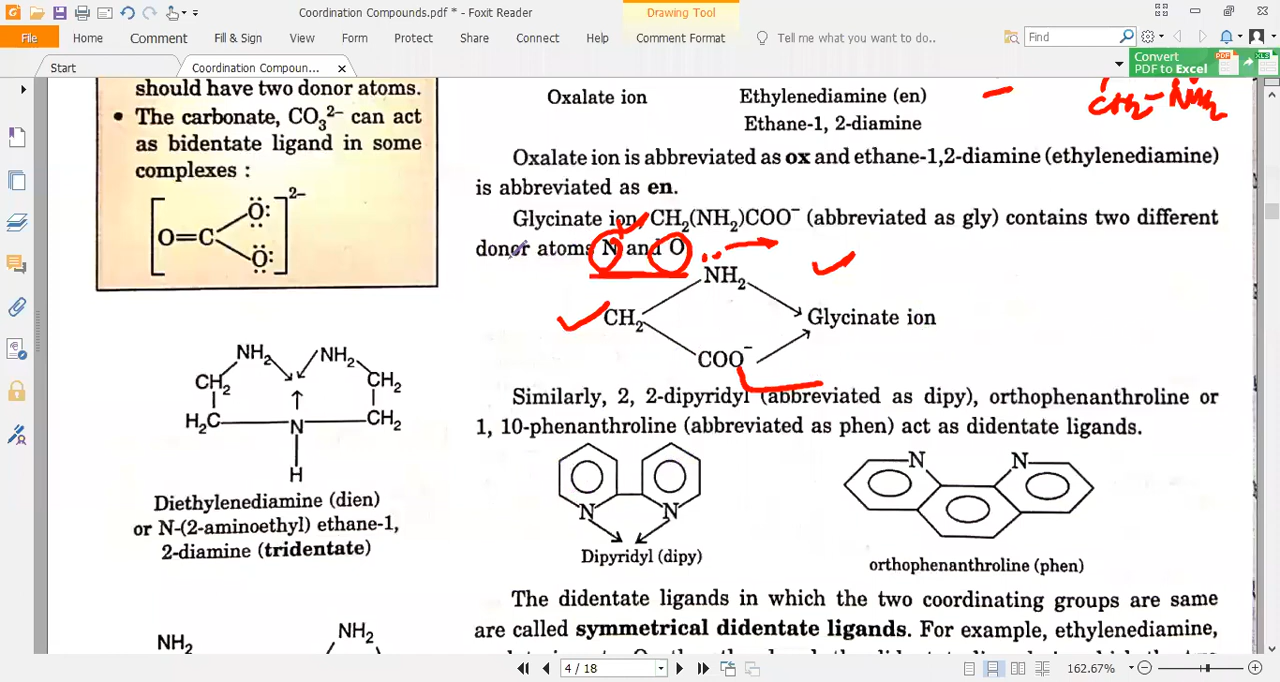 Coordination Compounds.pdf * - Foxit Reader
Drawing Tool
File Home Comment Fill & Sign View Form Protect Share Connect Help Comment Format Tell me what you want to do.. Find
Start Coordination Compoun...
Convert
PDF to Excel
should have two donor atoms.
• The carbonate, CO₃²⁻ can act
as bidentate ligand in some
complexes :
2–
O=C
O
O
NH₂ NH₂
CH₂ CH₂
H₂C N CH₂
H
Diethylenediamine (dien)
or N-(2-aminoethyl) ethane-1,
2-diamine (tridentate)
NH₂ NH₂
Oxalate ion Ethylenediamine (en)
Ethane-1, 2-diamine
CH₂ – NH₂
Oxalate ion is abbreviated as ox and ethane-1,2-diamine (ethylenediamine)
is abbreviated as en.
Glycinate ion, CH₂(NH₂)COO⁻ (abbreviated as gly) contains two different
donor atoms N and O
NH₂
CH₂ Glycinate ion
COO⁻
Similarly, 2, 2-dipyridyl (abbreviated as dipy), orthophenanthroline or
1, 10-phenanthroline (abbreviated as phen) act as didentate ligands.
N N
N N
Dipyridyl (dipy)
orthophenanthroline (phen)
The didentate ligands in which the two coordinating groups are same
are called symmetrical didentate ligands. For example, ethylenediamine,
4 / 18 162.67%